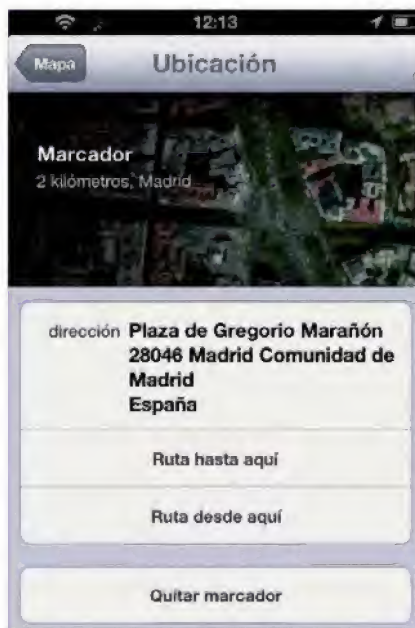 12:13
Mapa
Ubicación
Marcador
2 kilómetros, Madrid
dirección Plaza de Gregorio Marañón
28046 Madrid Comunidad de
Madrid
España
Ruta hasta aquí
Ruta desde aquí
Quitar marcador